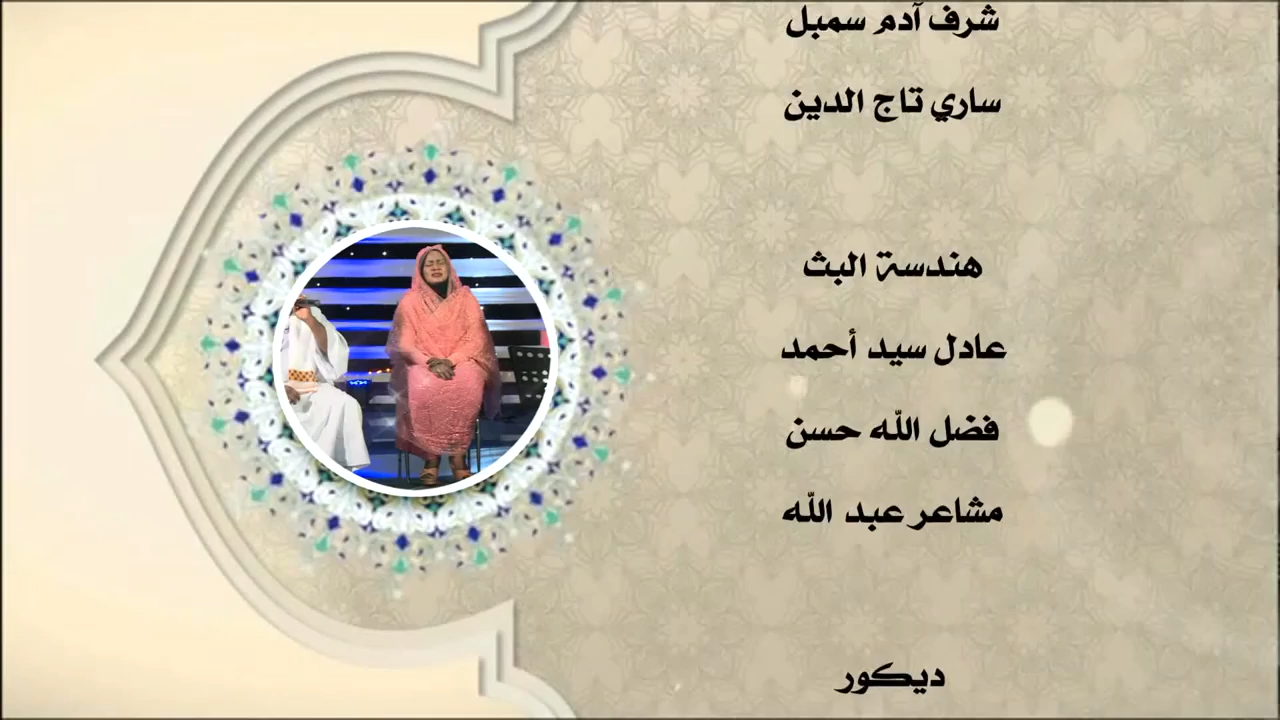 شرف آدم سمبل
ساري تاج الدين
هندسة البث
عادل سيد أحمد
فضل الله حسن
مشاعر عبد الله
ديكور